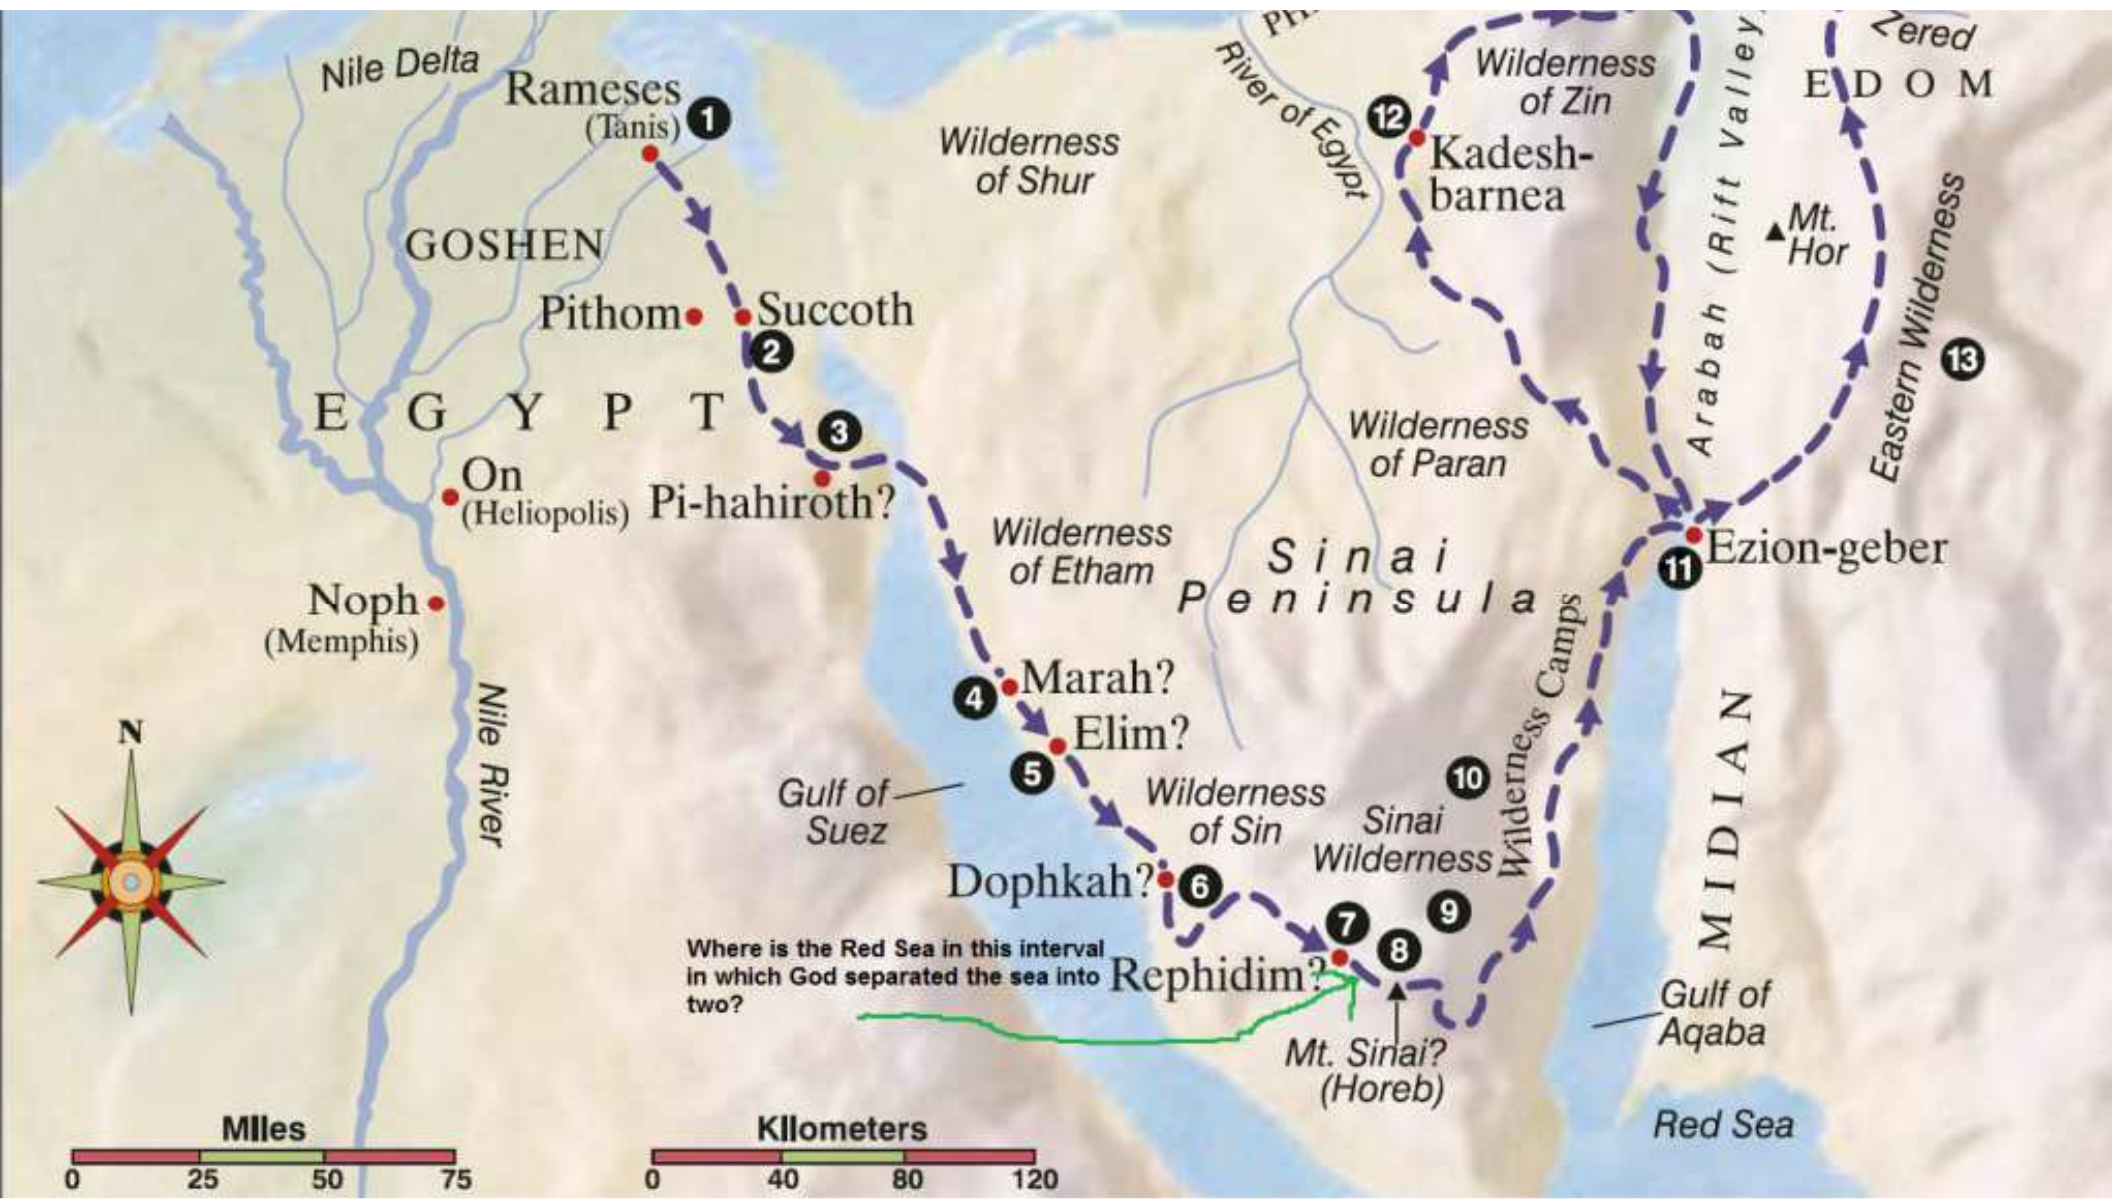 Nile Delta
Rameses
(Tanis)
1
GOSHEN
Pithom
Succoth
2
EGYPT
3
On
(Heliopolis)
Pi-hahiroth?
Noph
(Memphis)
Nile River
N
Wilderness
of Shur
River of Egypt
12
Kadesh-
barnea
Wilderness
of Zin
Arabah (Rift Valley)
Zered
EDOM
Mt.
Hor
Eastern Wilderness
13
Wilderness
of Paran
Wilderness
of Etham
Sinai
Peninsula
11
Ezion-geber
4
Marah?
Elim?
5
Gulf of
Suez
Wilderness
of Sin
10
Sinai
Wilderness
Wilderness Camps
MIDIAN
Dophkah?
6
7
8
9
Where is the Red Sea in this interval
in which God separated the sea into
two?
Rephidim?
Mt. Sinai?
(Horeb)
Gulf of
Aqaba
Red Sea
Miles
0 25 50 75
Kilometers
0 40 80 120